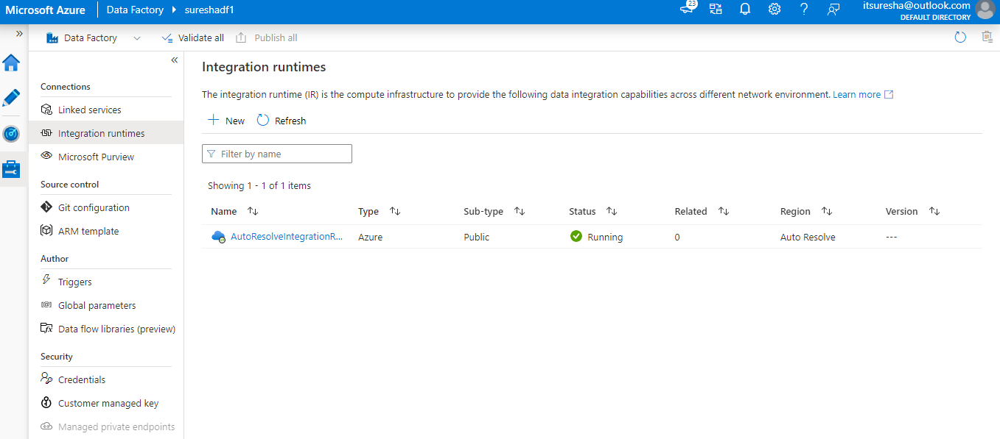 Microsoft Azure
Data Factory
sureshadf1
23
itsuresha@outlook.com
DEFAULT DIRECTORY
Data Factory
Validate all
Publish all
Connections
Linked services
Integration runtimes
Microsoft Purview
Source control
Git configuration
ARM template
Author
Triggers
Global parameters
Data flow libraries (preview)
Security
Credentials
Customer managed key
Managed private endpoints
Integration runtimes
The integration runtime (IR) is the compute infrastructure to provide the following data integration capabilities across different network environment. Learn more
New Refresh
Filter by name
Showing 1 - 1 of 1 items
Name Type Sub-type Status Related Region Version
AutoResolveIntegrationR... Azure Public Running 0 Auto Resolve ---